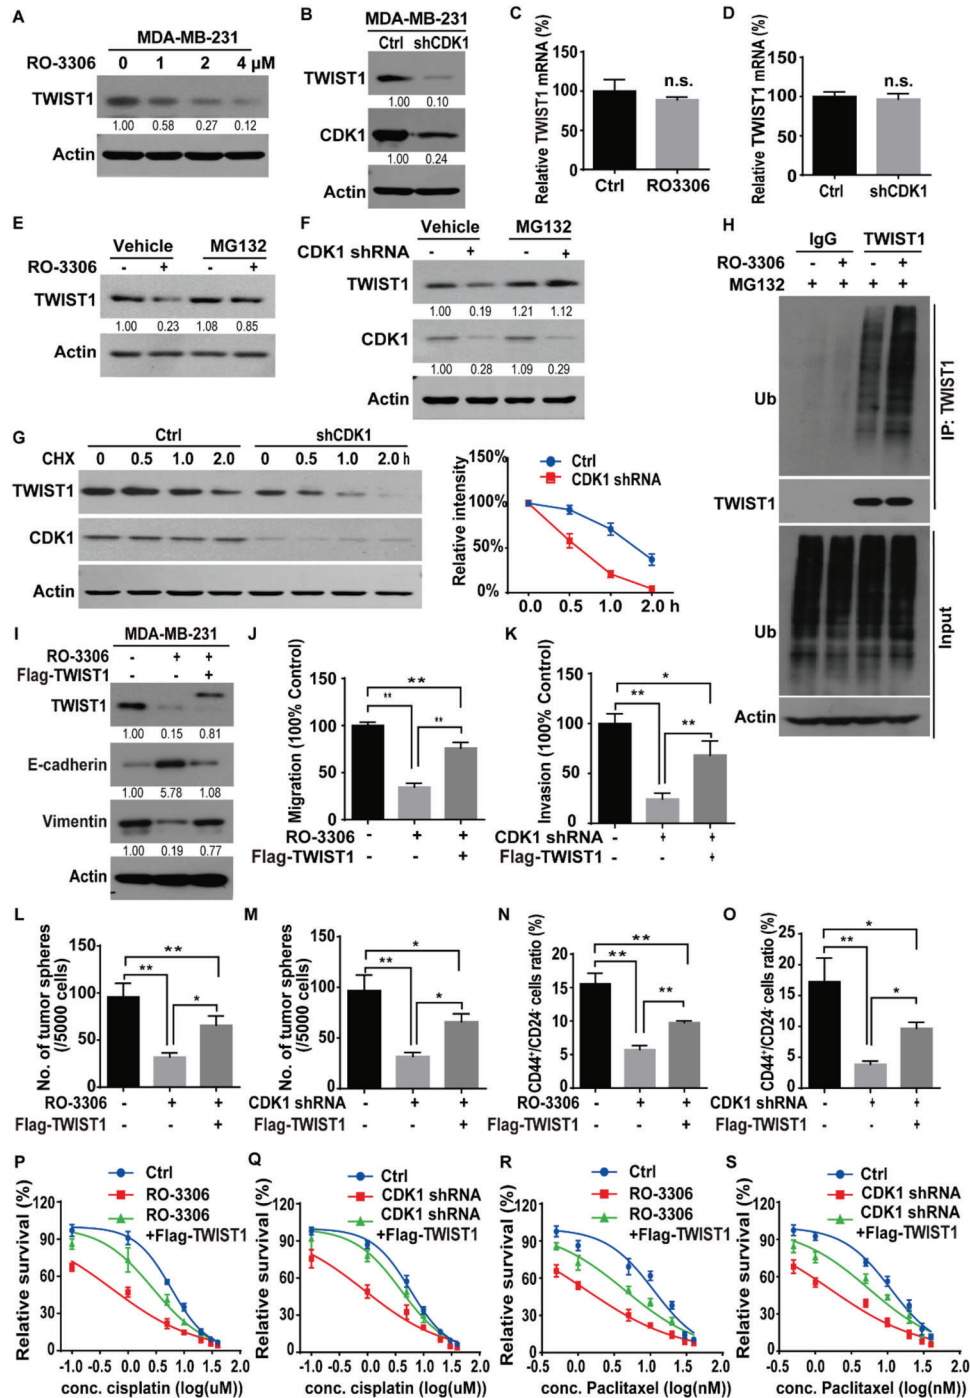 A
MDA-MB-231
RO-3306 0 1 2 4 μM
TWIST1
1.00 0.58 0.27 0.12
Actin
B
MDA-MB-231
Ctrl shCDK1
TWIST1
1.00 0.10
CDK1
1.00 0.24
Actin
C
Relative TWIST1 mRNA (%)
150
100
50
0
n.s.
Ctrl RO3306
D
Relative TWIST1 mRNA (%)
150
100
50
0
n.s.
Ctrl shCDK1
E
Vehicle MG132
RO-3306 - + - +
TWIST1
1.00 0.23 1.08 0.85
Actin
F
Vehicle MG132
CDK1 shRNA - + - +
TWIST1
1.00 0.19 1.21 1.12
CDK1
1.00 0.28 1.09 0.29
Actin
H
IgG TWIST1
RO-3306 - + - +
MG132 + + + +
Ub
TWIST1
IP: TWIST1
Ub
Actin
Input
G
Ctrl shCDK1
CHX 0 0.5 1.0 2.0 0 0.5 1.0 2.0 h
TWIST1
CDK1
Actin
Relative intensity
150%
100%
50%
0%
Ctrl
CDK1 shRNA
0.0 0.5 1.0 2.0 h
I
MDA-MB-231
RO-3306 - + +
Flag-TWIST1 - - +
TWIST1
1.00 0.15 0.81
E-cadherin
1.00 5.78 1.08
Vimentin
1.00 0.19 0.77
Actin
J
Migration (100% Control)
150
100
50
0
**
** **
RO-3306 - + +
Flag-TWIST1 - - +
K
Invasion (100% Control)
150
100
50
0
*
** **
CDK1 shRNA - + +
Flag-TWIST1 - - +
L
No. of tumor spheres
(/5000 cells)
150
100
50
0
**
** *
RO-3306 - + +
Flag-TWIST1 - - +
M
No. of tumor spheres
(/5000 cells)
150
100
50
0
*
** *
CDK1 shRNA - + +
Flag-TWIST1 - - +
N
CD44+/CD24- cells ratio (%)
20
15
10
5
0
**
** **
RO-3306 - + +
Flag-TWIST1 - - +
O
CD44+/CD24- cells ratio (%)
25
20
15
10
5
0
*
** *
CDK1 shRNA - + +
Flag-TWIST1 - - +
P
Relative survival (%)
120
90
60
30
0
Ctrl
RO-3306
RO-3306
+Flag-TWIST1
-1.0 0.0 1.0 2.0
conc. cisplatin (log(uM))
Q
Relative survival (%)
120
90
60
30
0
Ctrl
CDK1 shRNA
CDK1 shRNA
+Flag-TWIST1
-1.0 0.0 1.0 2.0
conc. cisplatin (log(uM))
R
Relative survival (%)
120
90
60
30
0
Ctrl
RO-3306
RO-3306
+Flag-TWIST1
-0.5 0.0 0.5 1.0 1.5 2.0
conc. Paclitaxel (log(nM))
S
Relative survival (%)
120
90
60
30
0
Ctrl
CDK1 shRNA
CDK1 shRNA
+Flag-TWIST1
-0.5 0.0 0.5 1.0 1.5 2.0
conc. Paclitaxel (log(nM))